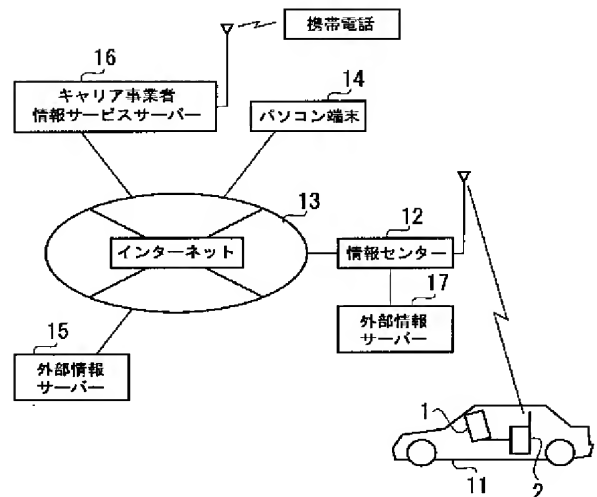 携帯電話
16
キャリア事業者
情報サービスサーバー
14
パソコン端末
13
インターネット
12
情報センター
17
外部情報
サーバー
15
外部情報
サーバー
1
11
2